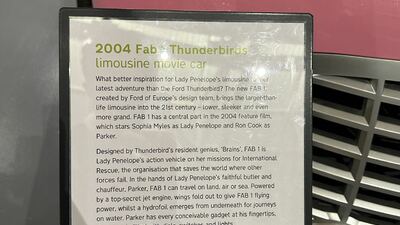 2004 Fab 1 Thunderbirds
limousine movie car
What better inspiration for Lady Penelope's limousine
latest adventure than the Ford Thunderbird? The new FAB 1,
created by Ford of Europe's design team, brings the larger-than-
life limousine into the 21st century – lower, sleeker and even
more grand. FAB 1 has a central part in the 2004 feature film,
which stars Sophia Myles as Lady Penelope and Ron Cook as
Parker.
Designed by Thunderbird's resident genius, 'Brains', FAB 1 is
Lady Penelope's action vehicle on her missions for International
Rescue, the organisation that saves the world where other
forces fail. In the hands of Lady Penelope's faithful butler and
chauffeur, Parker, FAB 1 can travel on land, air or sea. Powered
by a top-secret jet engine, wings fold out to give FAB 1 flying
power, whilst a hydrofoil emerges from underneath for journeys
on water. Parker has every conceivable gadget at his fingertips,